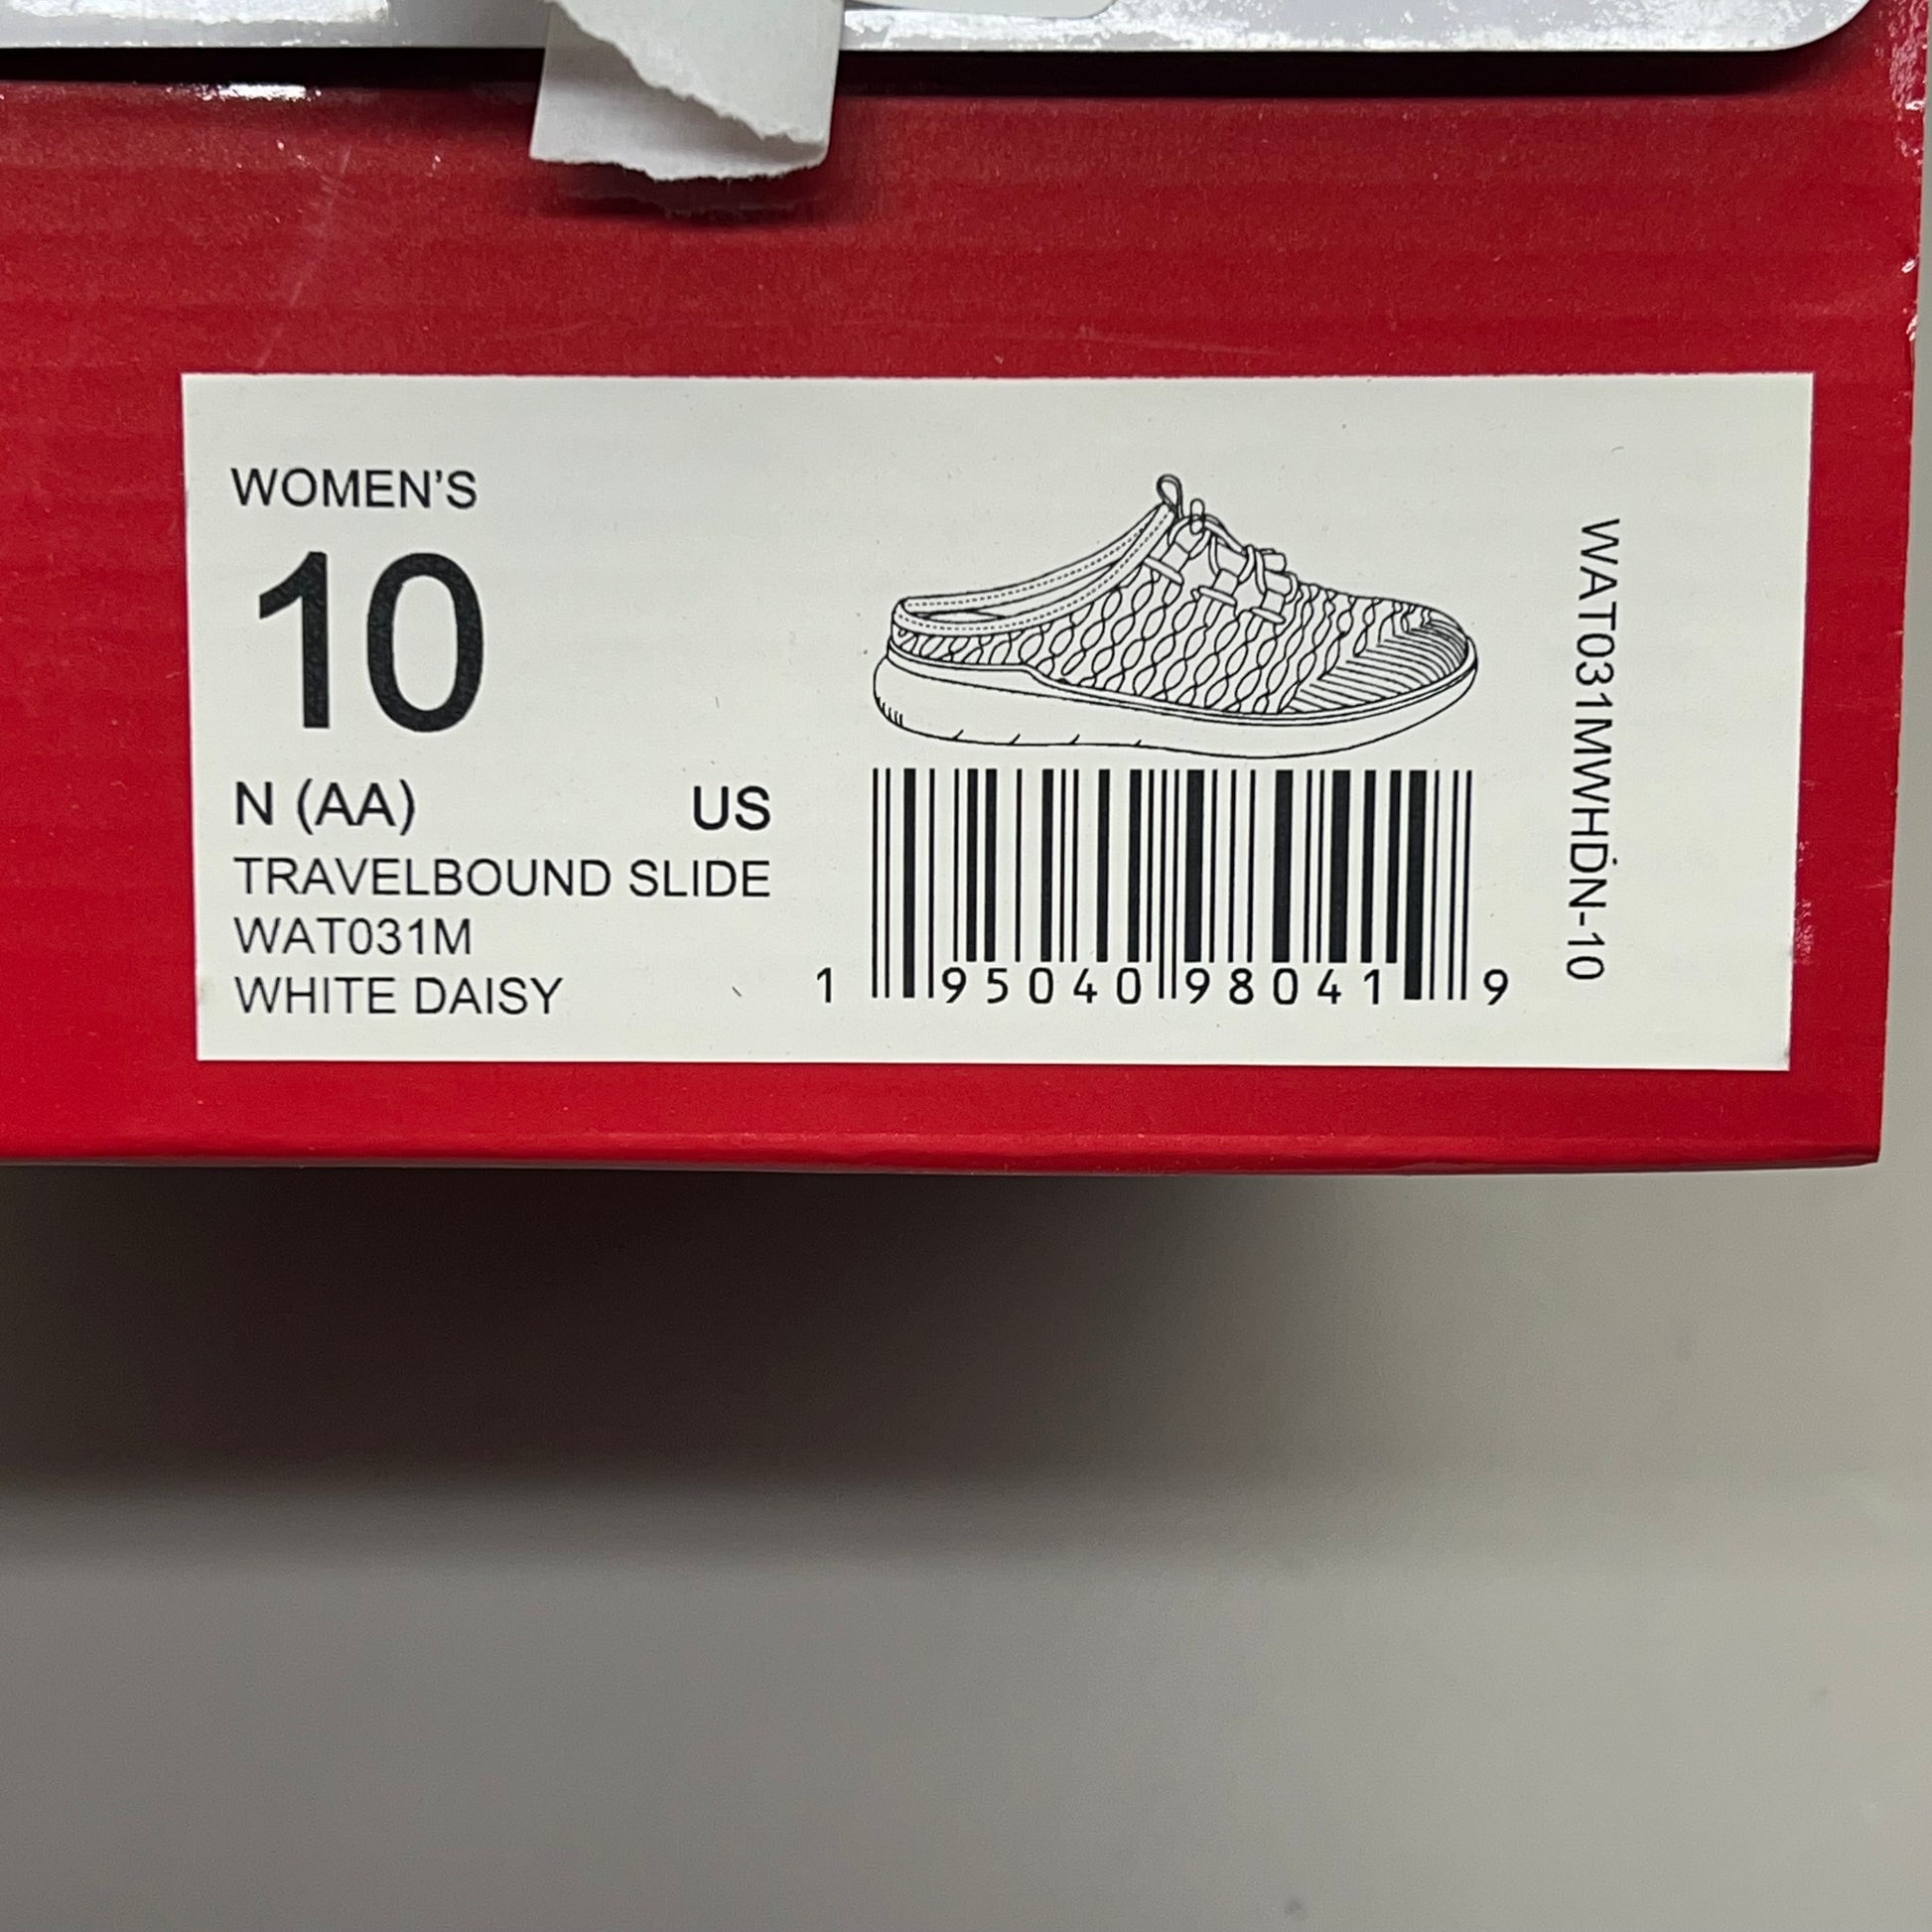 WOMEN'S
10
N (AA) US
TRAVELBOUND SLIDE
WAT031M
WHITE DAISY
1 95040 98041 9
WAT031MWHDN-10